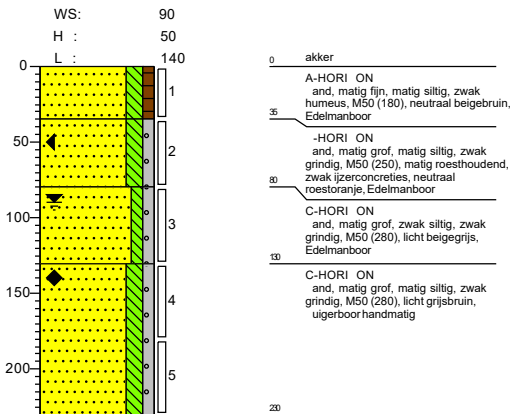 WS: 90
H : 50
L : 140
0
50
100
150
200
1
2
3
4
5
0 akker
A-HORI ON
and, matig fijn, matig siltig, zwak
humeus, M50 (180), neutraal beigebruin,
Edelmanboor
35
-HORI ON
and, matig grof, matig siltig, zwak
grindig, M50 (250), matig roesthoudend,
zwak ijzerconcreties, neutraal
roestoranje, Edelmanboor
80
C-HORI ON
and, matig grof, zwak siltig, zwak
grindig, M50 (280), licht beigegrijs,
Edelmanboor
130
C-HORI ON
and, matig grof, matig siltig, zwak
grindig, M50 (280), licht grijsbruin,
uigerboor handmatig
230